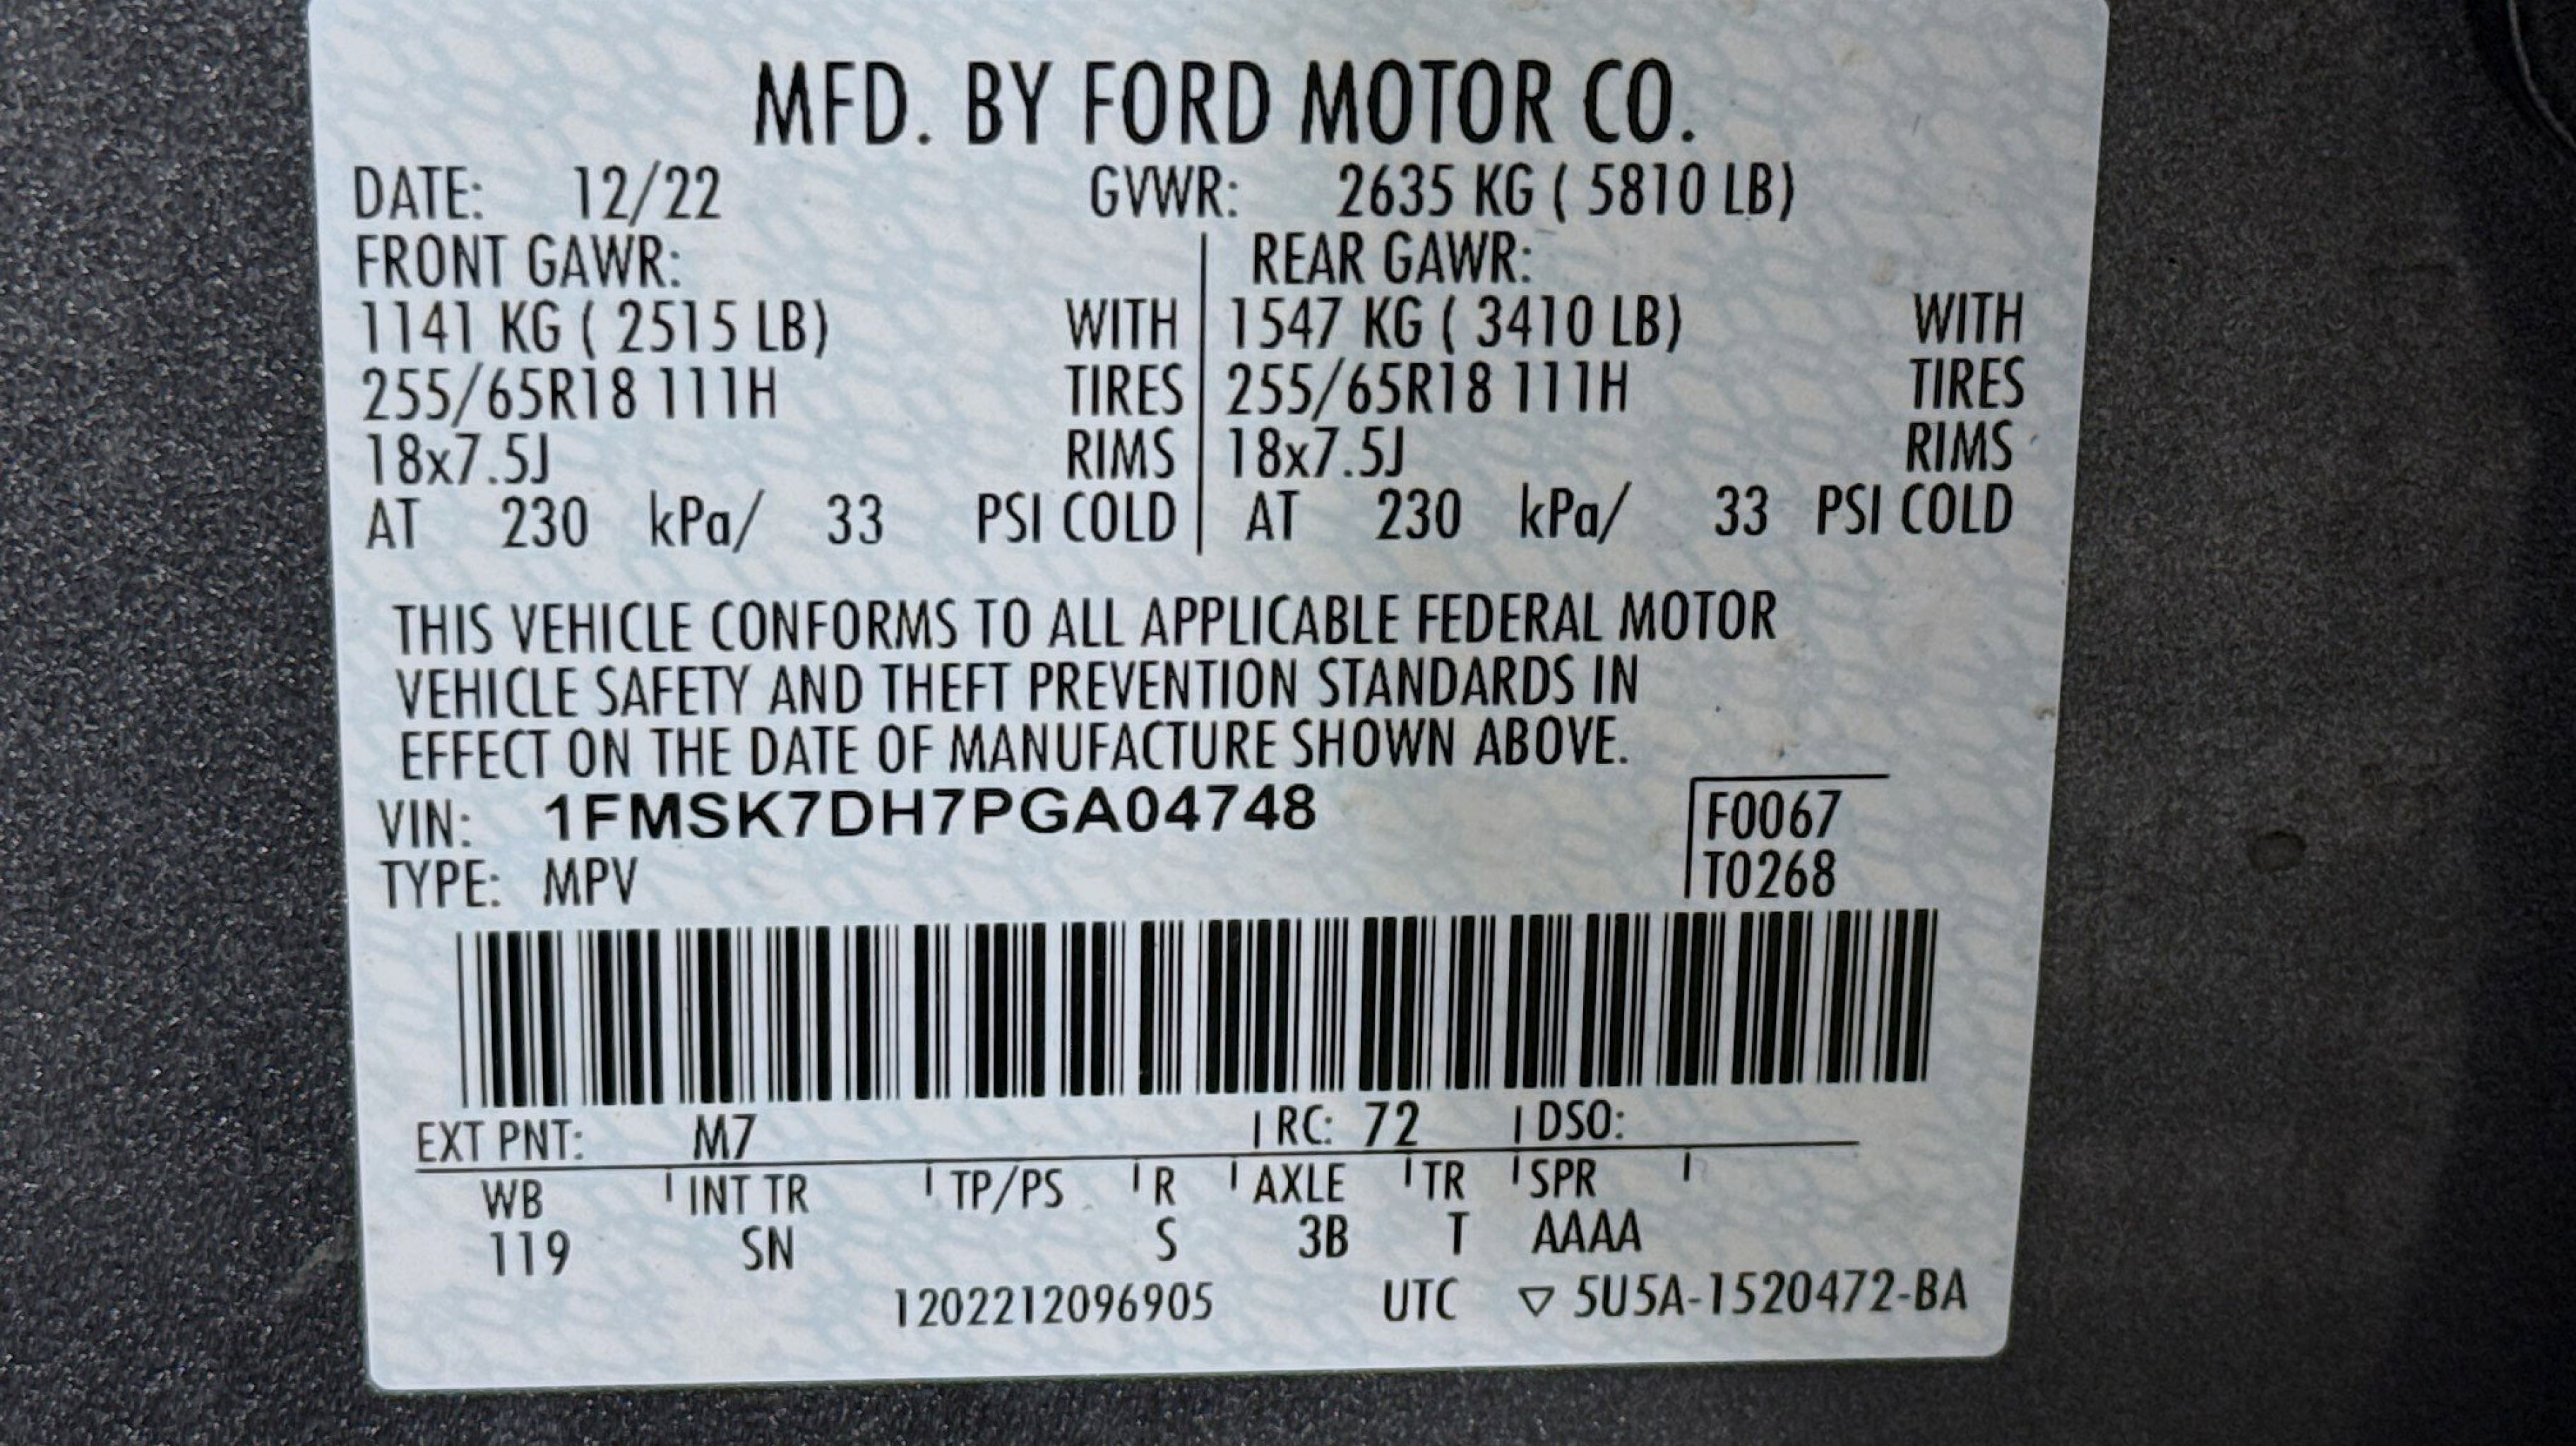 MFD. BY FORD MOTOR CO.
DATE: 12/22 GVWR: 2635 KG ( 5810 LB)
FRONT GAWR: REAR GAWR:
1141 KG ( 2515 LB) WITH 1547 KG ( 3410 LB) WITH
255/65R18 111H TIRES 255/65R18 111H TIRES
18x7.5J RIMS 18x7.5J RIMS
AT 230 kPa/ 33 PSI COLD AT 230 kPa/ 33 PSI COLD
THIS VEHICLE CONFORMS TO ALL APPLICABLE FEDERAL MOTOR
VEHICLE SAFETY AND THEFT PREVENTION STANDARDS IN
EFFECT ON THE DATE OF MANUFACTURE SHOWN ABOVE.
VIN: 1FMSK7DH7PGA04748 F0067
TYPE: MPV T0268
EXT PNT: M7 RC: 72 DSO:
WB INT TR TP/PS R AXLE TR SPR
119 SN S 3B T AAAA
1202212096905 UTC ▽ 5U5A-1520472-BA